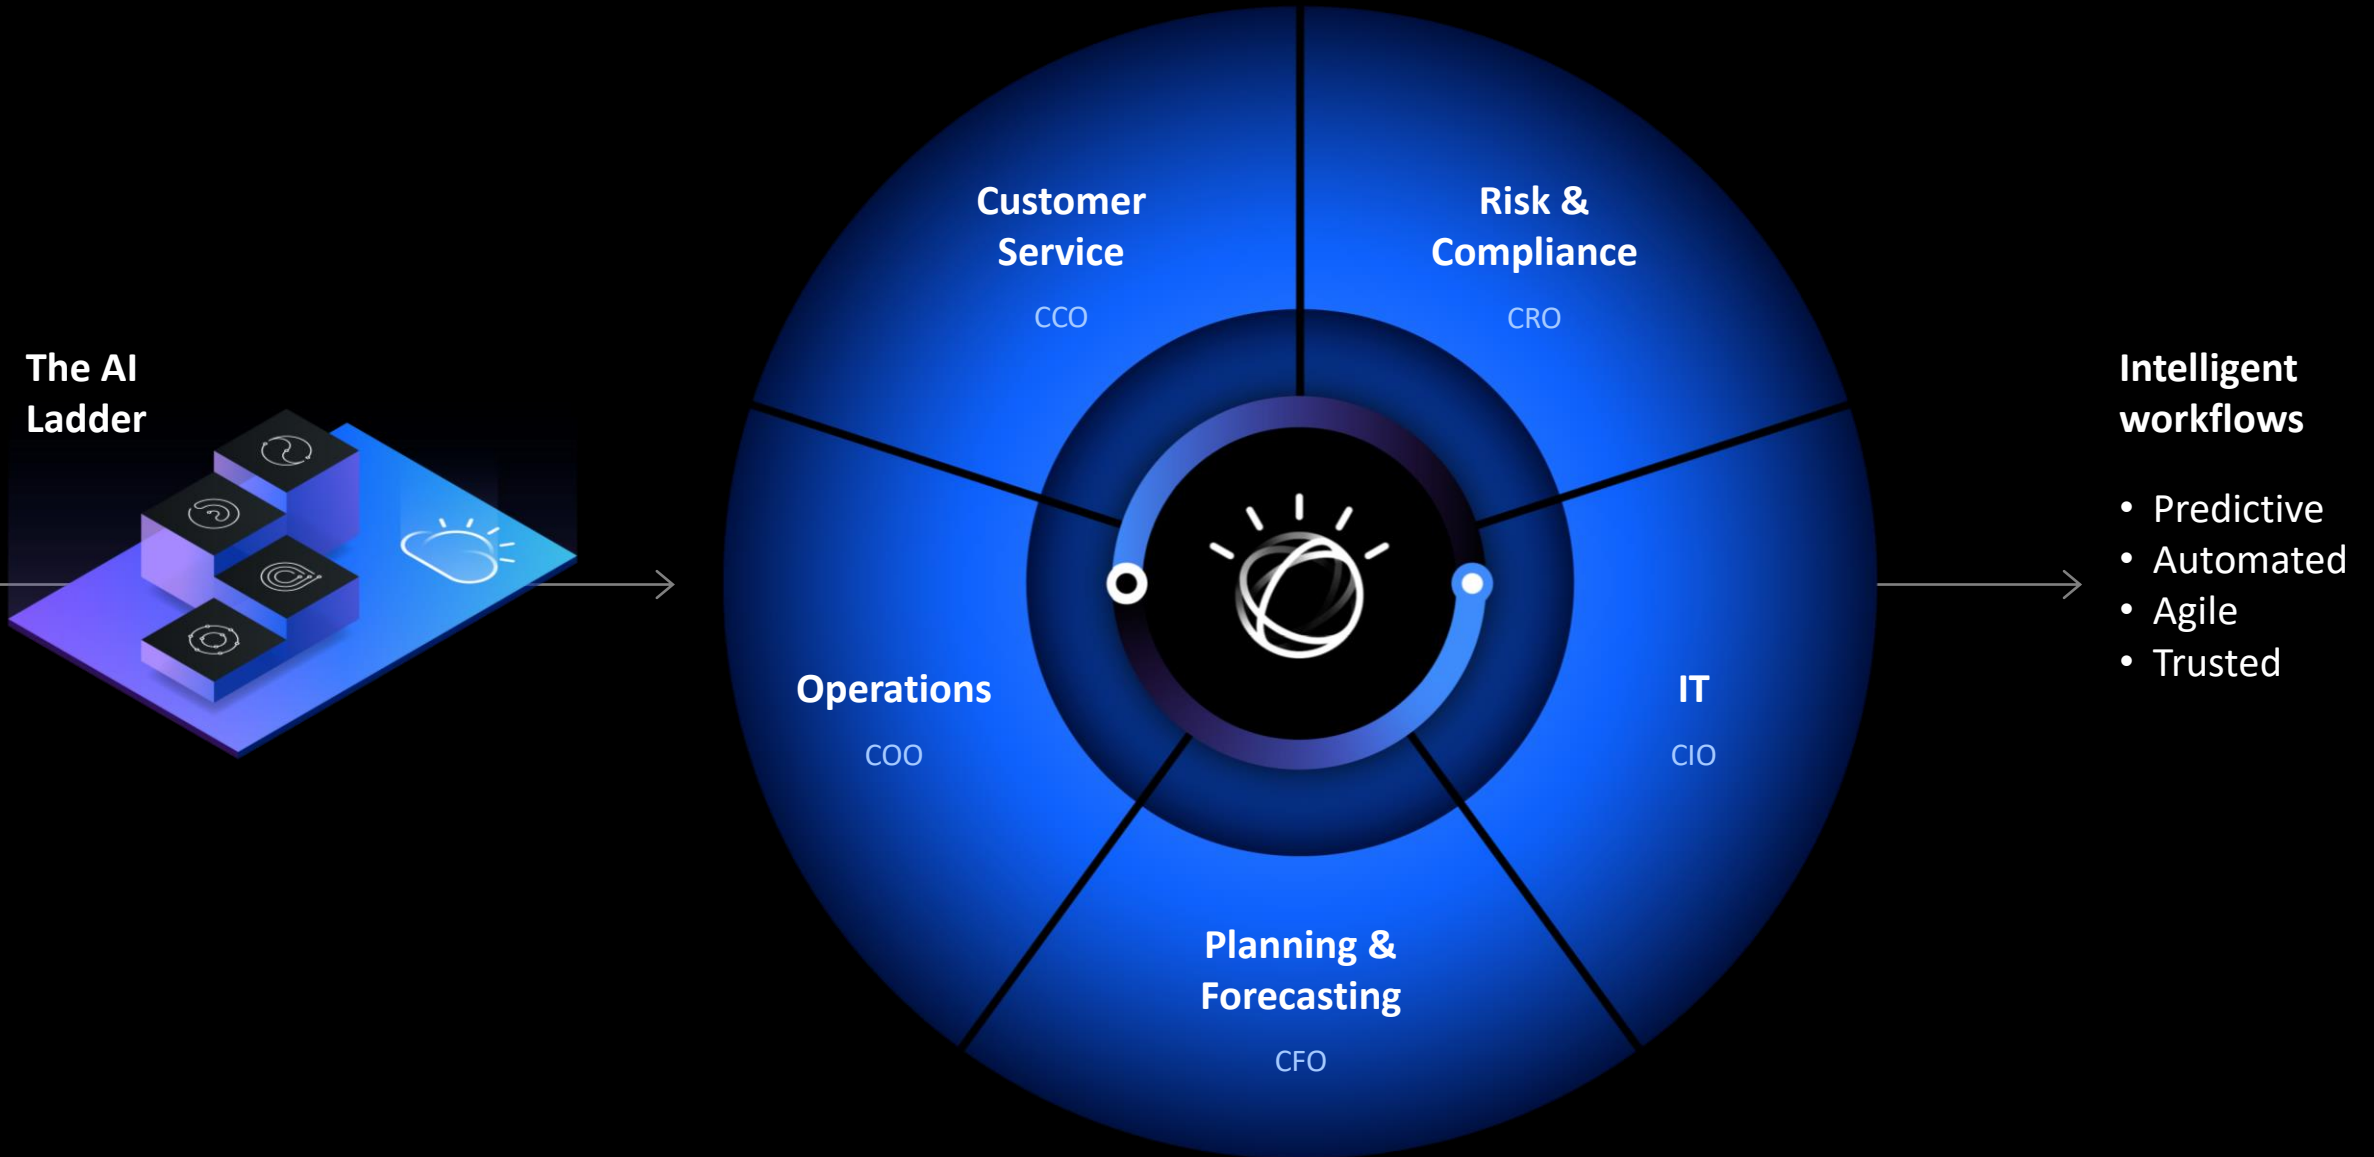 The AI
Ladder
Customer
Service
CCO
Risk &
Compliance
CRO
Operations
COO
IT
CIO
Planning &
Forecasting
CFO
Intelligent
workflows
• Predictive
• Automated
• Agile
• Trusted